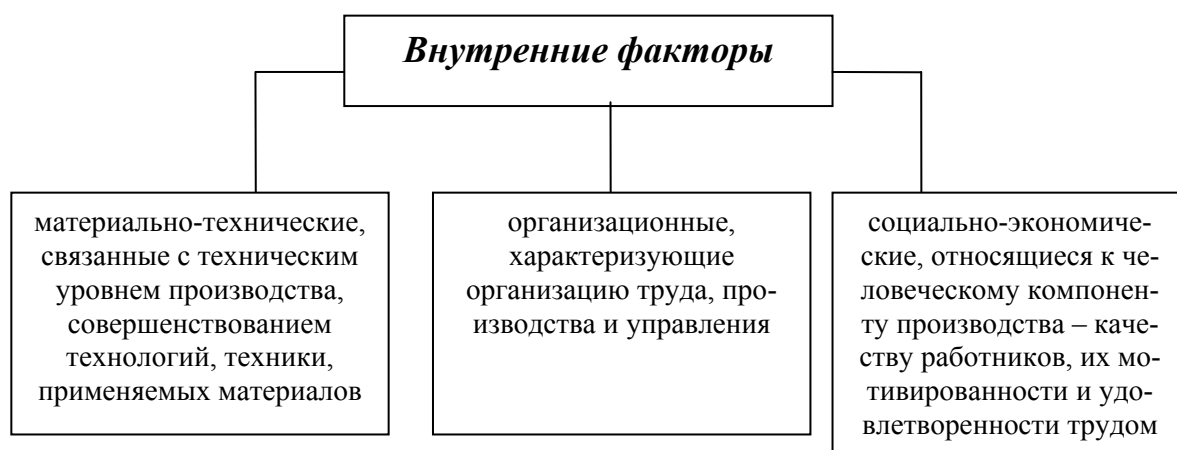 Внутренние факторы
материально-технические,
связанные с техническим
уровнем производства,
совершенствованием
технологий, техники,
применяемых материалов
организационные,
характеризующие
организацию труда, про-
изводства и управления
социально-экономиче-
ские, относящиеся к че-
ловеческому компонен-
ту производства – каче-
ству работников, их мо-
тивированности и удо-
влетворенности трудом